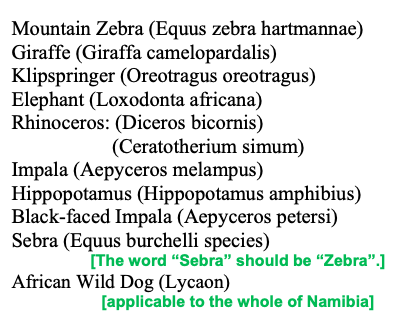 Mountain Zebra (Equus zebra hartmannae)
Giraffe (Giraffa camelopardalis)
Klipspringer (Oreotragus oreotragus)
Elephant (Loxodonta africana)
Rhinoceros: (Diceros bicornis)
(Ceratotherium simum)
Impala (Aepyceros melampus)
Hippopotamus (Hippopotamus amphibius)
Black-faced Impala (Aepyceros petersi)
Sebra (Equus burchelli species)
[The word “Sebra” should be “Zebra”.]
African Wild Dog (Lycaon)
[applicable to the whole of Namibia]